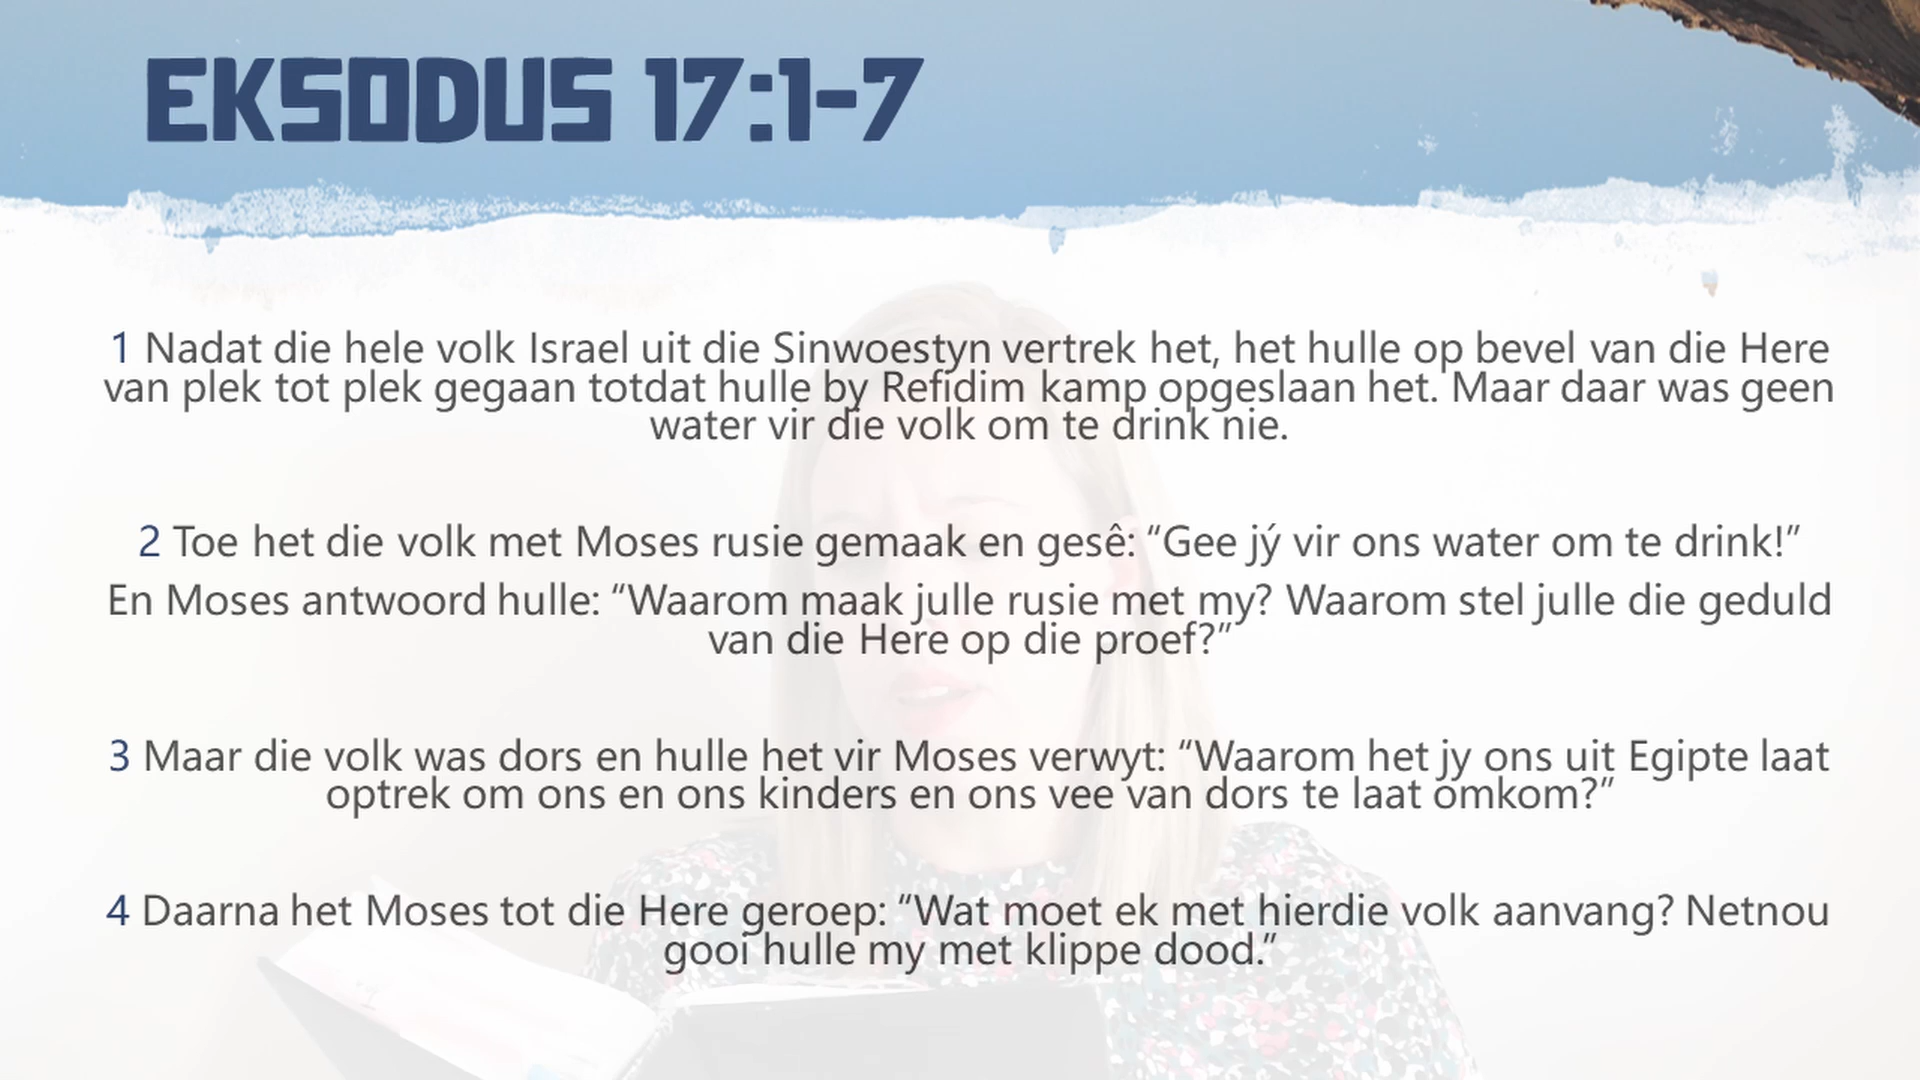 EKSODUS 17:1-7
1 Nadat die hele volk Israel uit die Sinwoestyn vertrek het, het hulle op bevel van die Here
van plek tot plek gegaan totdat hulle by Refidim kamp opgeslaan het. Maar daar was geen
water vir die volk om te drink nie.
2 Toe het die volk met Moses rusie gemaak en gesê: “Gee jý vir ons water om te drink!”
En Moses antwoord hulle: “Waarom maak julle rusie met my? Waarom stel julle die geduld
van die Here op die proef?”
3 Maar die volk was dors en hulle het vir Moses verwyt: “Waarom het jy ons uit Egipte laat
optrek om ons en ons kinders en ons vee van dors te laat omkom?”
4 Daarna het Moses tot die Here geroep: “Wat moet ek met hierdie volk aanvang? Netnou
gooi hulle my met klippe dood.”